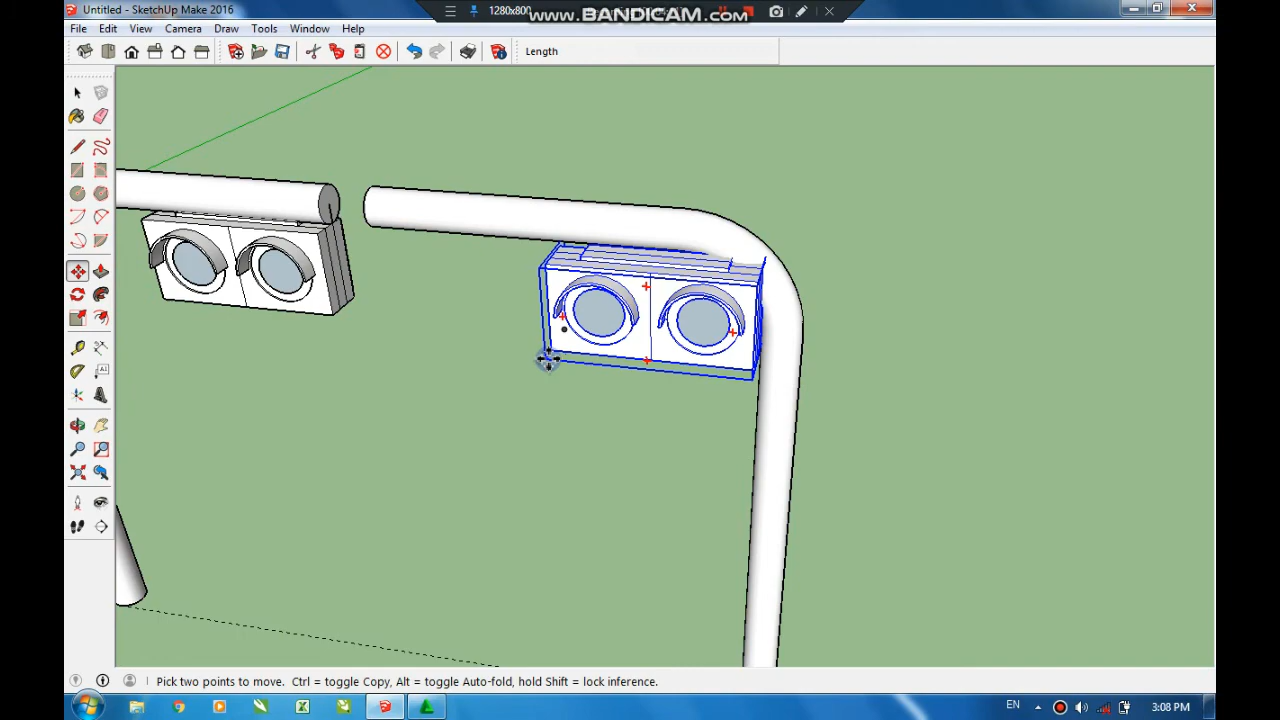 Untitled - SketchUp Make 2016
1280x800
www.BANDICAM.com
File Edit View Camera Draw Tools Window Help
Length
A1
Pick two points to move. Ctrl = toggle Copy, Alt = toggle Auto-fold, hold Shift = lock inference.
EN
3:08 PM